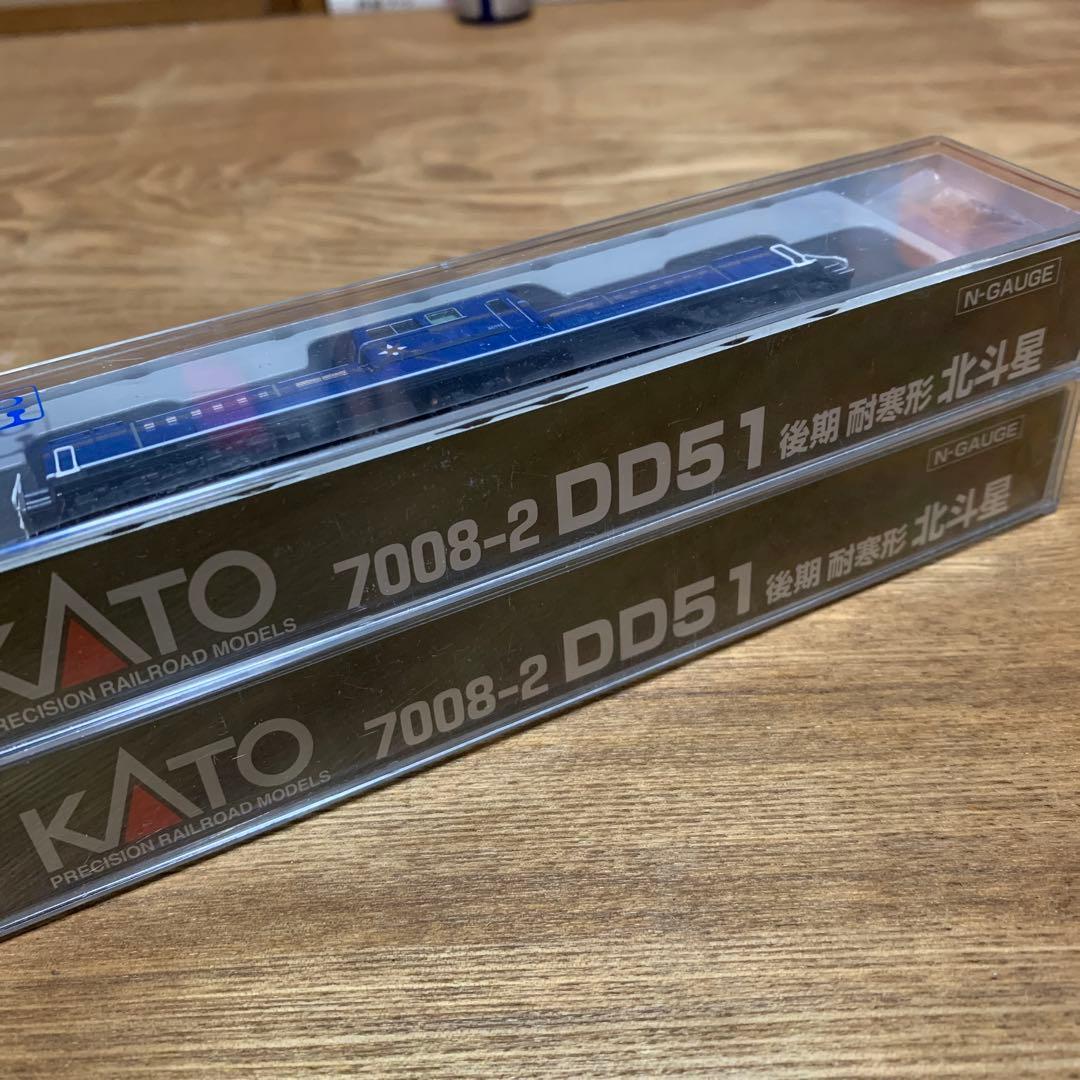 N-GAUGE
KATO
PRECISION RAILROAD MODELS
7008-2 DD51 後期 耐寒形 北斗星
N-GAUGE
KATO
PRECISION RAILROAD MODELS
7008-2 DD51 後期 耐寒形 北斗星